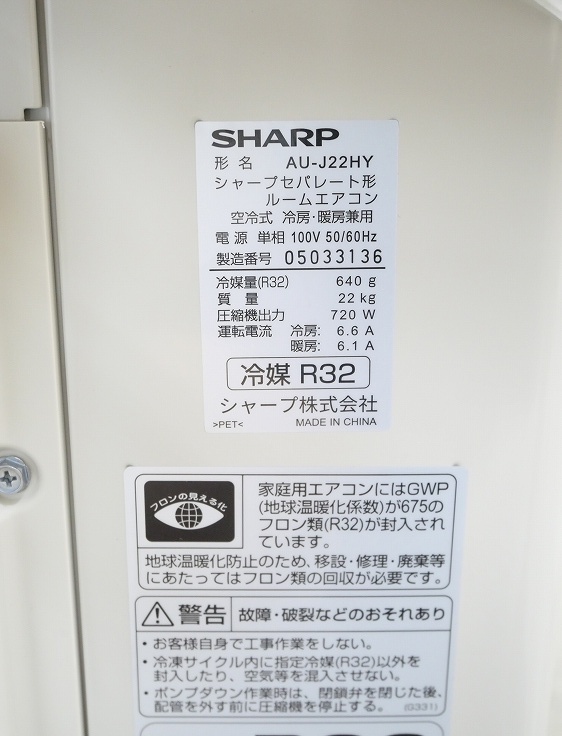 SHARP
形 名 AU-J22HY
シャープセパレート形
ルームエアコン
空冷式 冷房・暖房兼用
電 源 単相 100V 50/60Hz
製造番号 05033136
冷媒量(R32) 640 g
質 量 22 kg
圧縮機出力 720 W
運転電流 冷房: 6.6 A
暖房: 6.1 A
冷媒 R32
シャープ株式会社
>PET< MADE IN CHINA
フロンの見える化
家庭用エアコンにはGWP
(地球温暖化係数)が675の
フロン類(R32)が封入され
ています。
地球温暖化防止のため、移設・修理・廃棄等
にあたってはフロン類の回収が必要です。
警告 故障・破裂などのおそれあり
・お客様自身で工事作業をしない。
・冷凍サイクル内に指定冷媒(R32)以外を
封入したり、空気等を混入させない。
・ポンプダウン作業時は、閉鎖弁を閉じた後、
配管を外す前に圧縮機を停止する。 (G331)